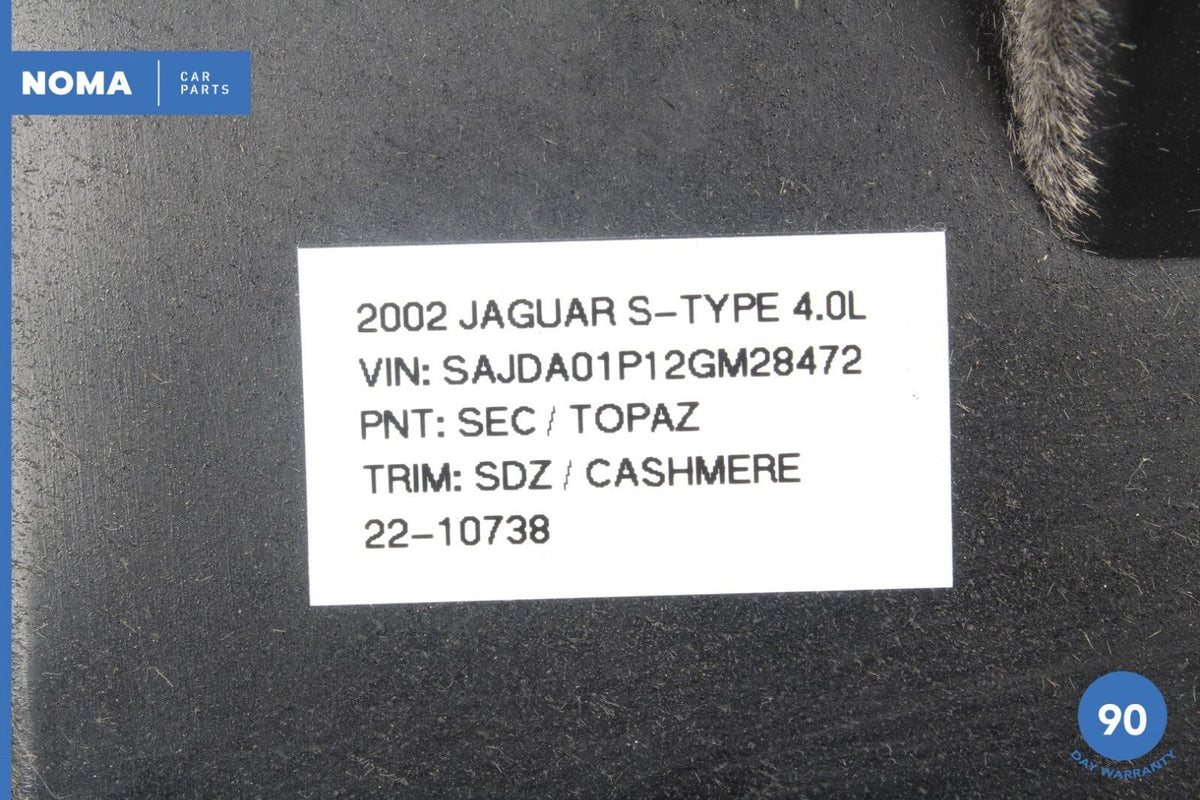 NOMA
CAR
PARTS
2002 JAGUAR S-TYPE 4.0L
VIN: SAJDA01P12GM28472
PNT: SEC / TOPAZ
TRIM: SDZ / CASHMERE
22-10738
90
DAY WARRANTY